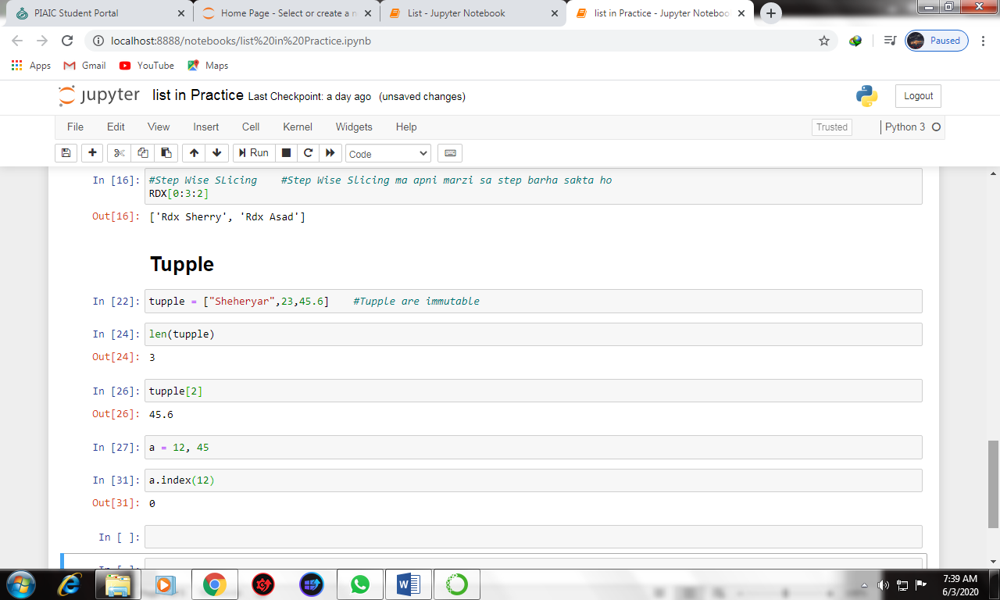 PIAIC Student Portal
Home Page - Select or create a n
List - Jupyter Notebook
list in Practice - Jupyter Noteboo
localhost:8888/notebooks/list%20in%20Practice.ipynb
Paused
Apps
Gmail
YouTube
Maps
jupyter list in Practice Last Checkpoint: a day ago (unsaved changes)
Logout
File Edit View Insert Cell Kernel Widgets Help
Trusted
Python 3
Run
Code
In [16]: #Step Wise SLicing #Step Wise Slicing ma apni marzi sa step barha sakta ho
RDX[0:3:2]
Out[16]: ['Rdx Sherry', 'Rdx Asad']
Tupple
In [22]: tupple = ["Sheheryar",23,45.6] #Tupple are immutable
In [24]: len(tupple)
Out[24]: 3
In [26]: tupple[2]
Out[26]: 45.6
In [27]: a = 12, 45
In [31]: a.index(12)
Out[31]: 0
In [ ]:
In [ ]:
7:39 AM
6/3/2020